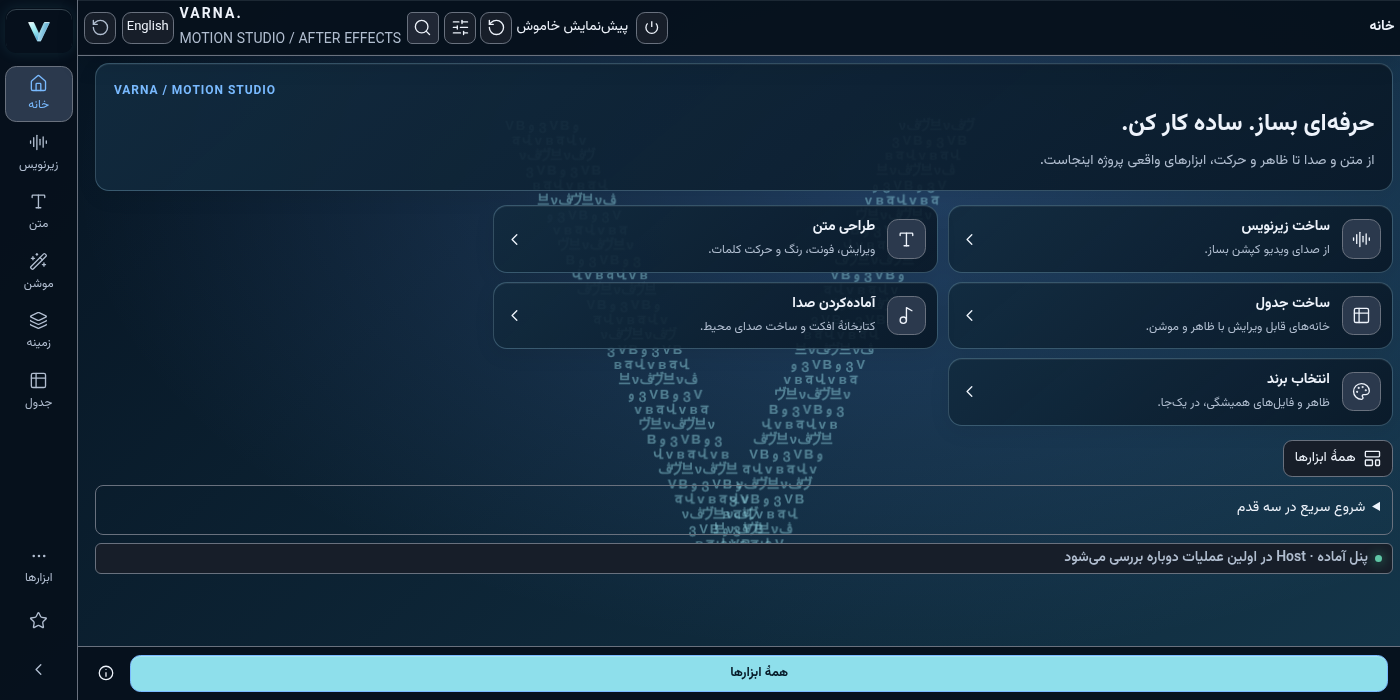 خانه
پیش‌نمایش خاموش
English
VARNA.
MOTION STUDIO / AFTER EFFECTS
خانه
زیرنویس
متن
موشن
زمینه
جدول
ابزارها
VARNA / MOTION STUDIO
حرفه‌ای بساز. ساده کار کن.
از متن و صدا تا ظاهر و حرکت، ابزارهای واقعی پروژه اینجاست.
ساخت زیرنویس
از صدای ویدیو کپشن بساز.
طراحی متن
ویرایش، فونت، رنگ و حرکت کلمات.
ساخت جدول
خانه‌های قابل ویرایش با ظاهر و موشن.
آماده‌کردن صدا
کتابخانهٔ افکت و ساخت صدای محیط.
انتخاب برند
ظاهر و فایل‌های همیشگی، در یک‌جا.
همهٔ ابزارها
شروع سریع در سه قدم
پنل آماده · Host در اولین عملیات دوباره بررسی می‌شود
همهٔ ابزارها